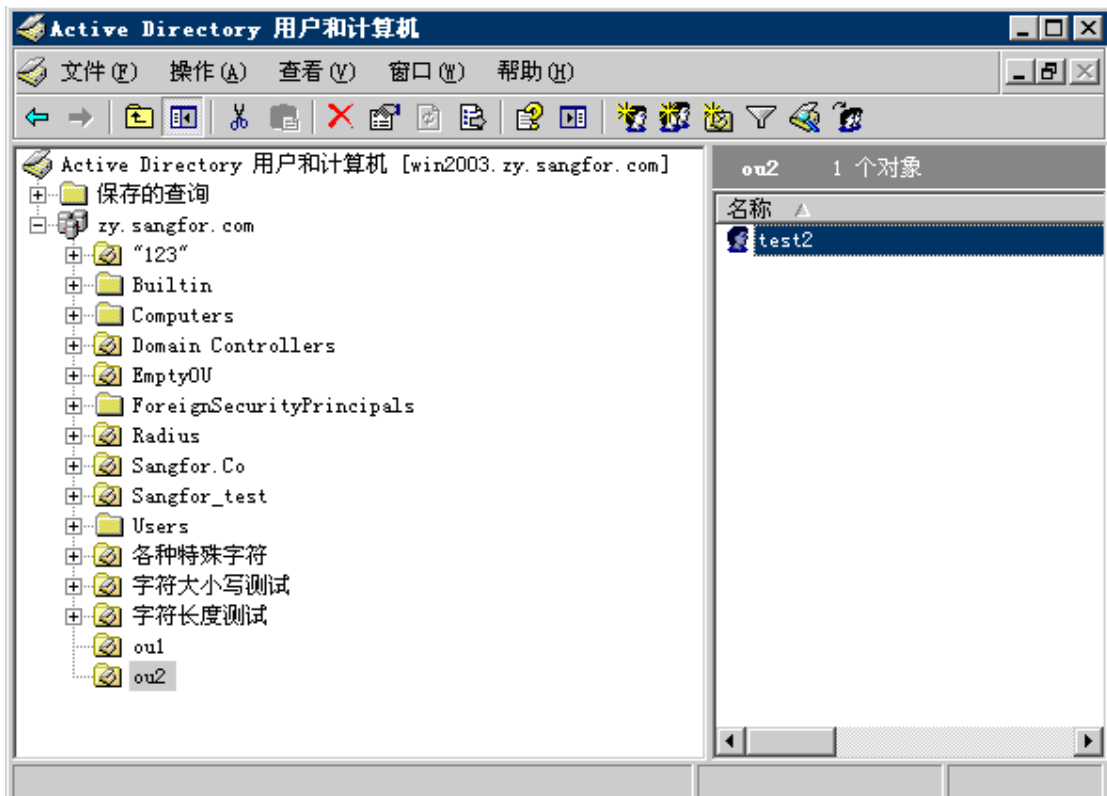 Active Directory 用户和计算机
文件(F) 操作(A) 查看(V) 窗口(W) 帮助(H)
Active Directory 用户和计算机 [win2003.zy.sangfor.com]
保存的查询
zy.sangfor.com
"123"
Builtin
Computers
Domain Controllers
EmptyOU
ForeignSecurityPrincipals
Radius
Sangfor.Co
Sangfor_test
Users
各种特殊字符
字符大小写测试
字符长度测试
ou1
ou2
ou2 1 个对象
名称
test2